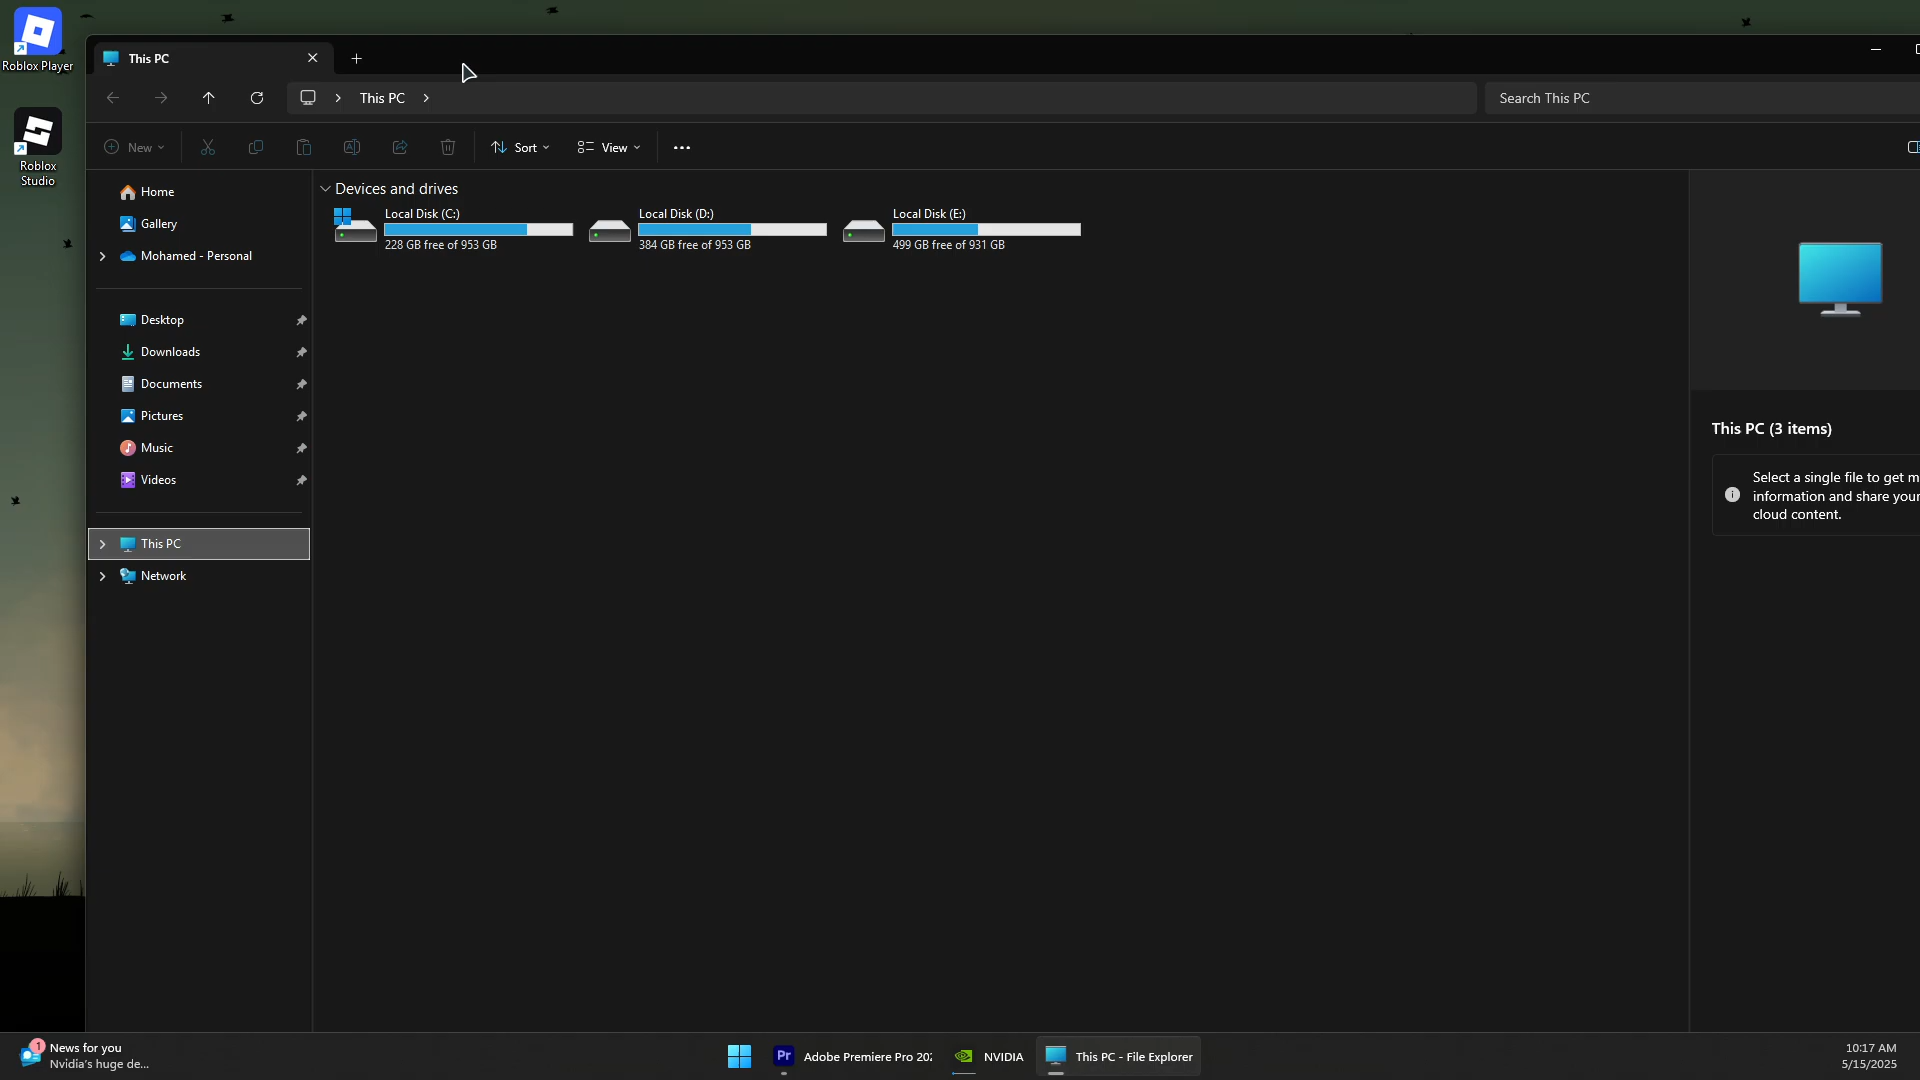 Roblox Player
Roblox
Studio
This PC
This PC
Search This PC
New
Sort
View
Home
Gallery
Mohamed - Personal
Desktop
Downloads
Documents
Pictures
Music
Videos
This PC
Network
Devices and drives
Local Disk (C:)
228 GB free of 953 GB
Local Disk (D:)
384 GB free of 953 GB
Local Disk (E:)
499 GB free of 931 GB
This PC (3 items)
Select a single file to get m
information and share your
cloud content.
1
News for you
Nvidia's huge de...
Pr
Adobe Premiere Pro 202
NVIDIA
This PC - File Explorer
10:17 AM
5/15/2025